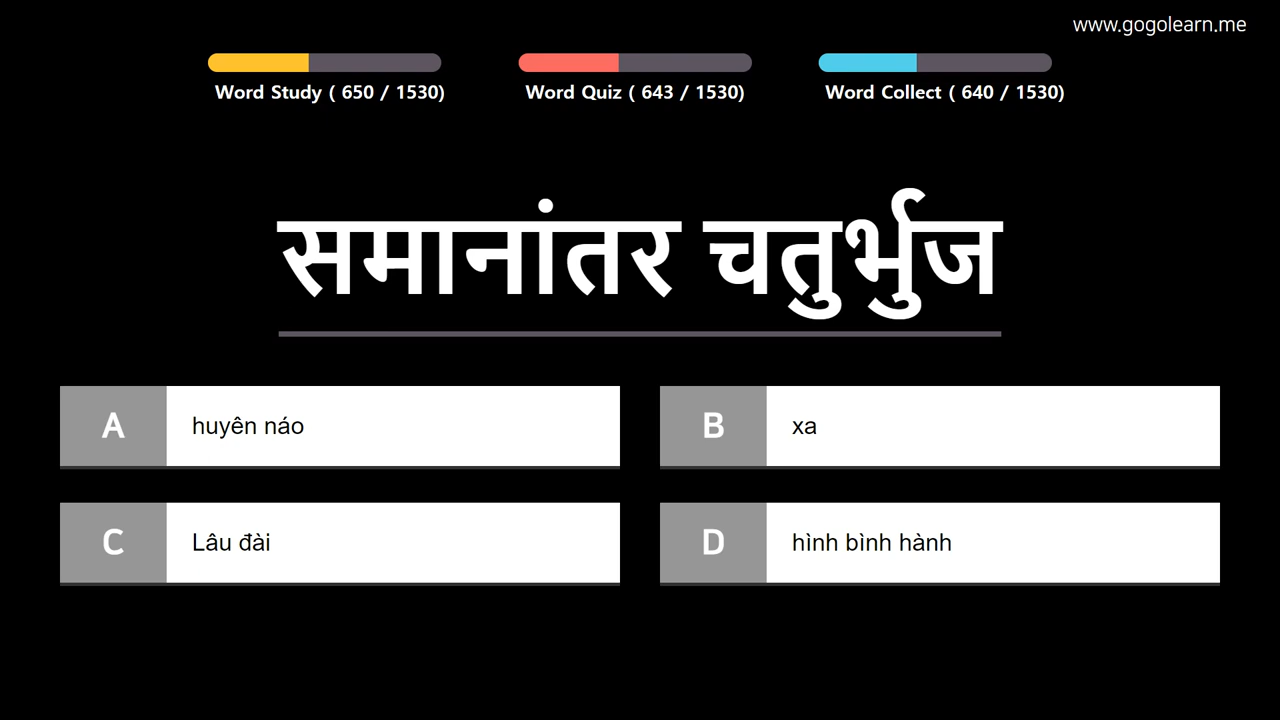 www.gogolearn.me
Word Study ( 650 / 1530)
Word Quiz ( 643 / 1530)
Word Collect ( 640 / 1530)
समानांतर चतुर्भुज
A huyên náo
B xa
C Lâu đài
D hình bình hành